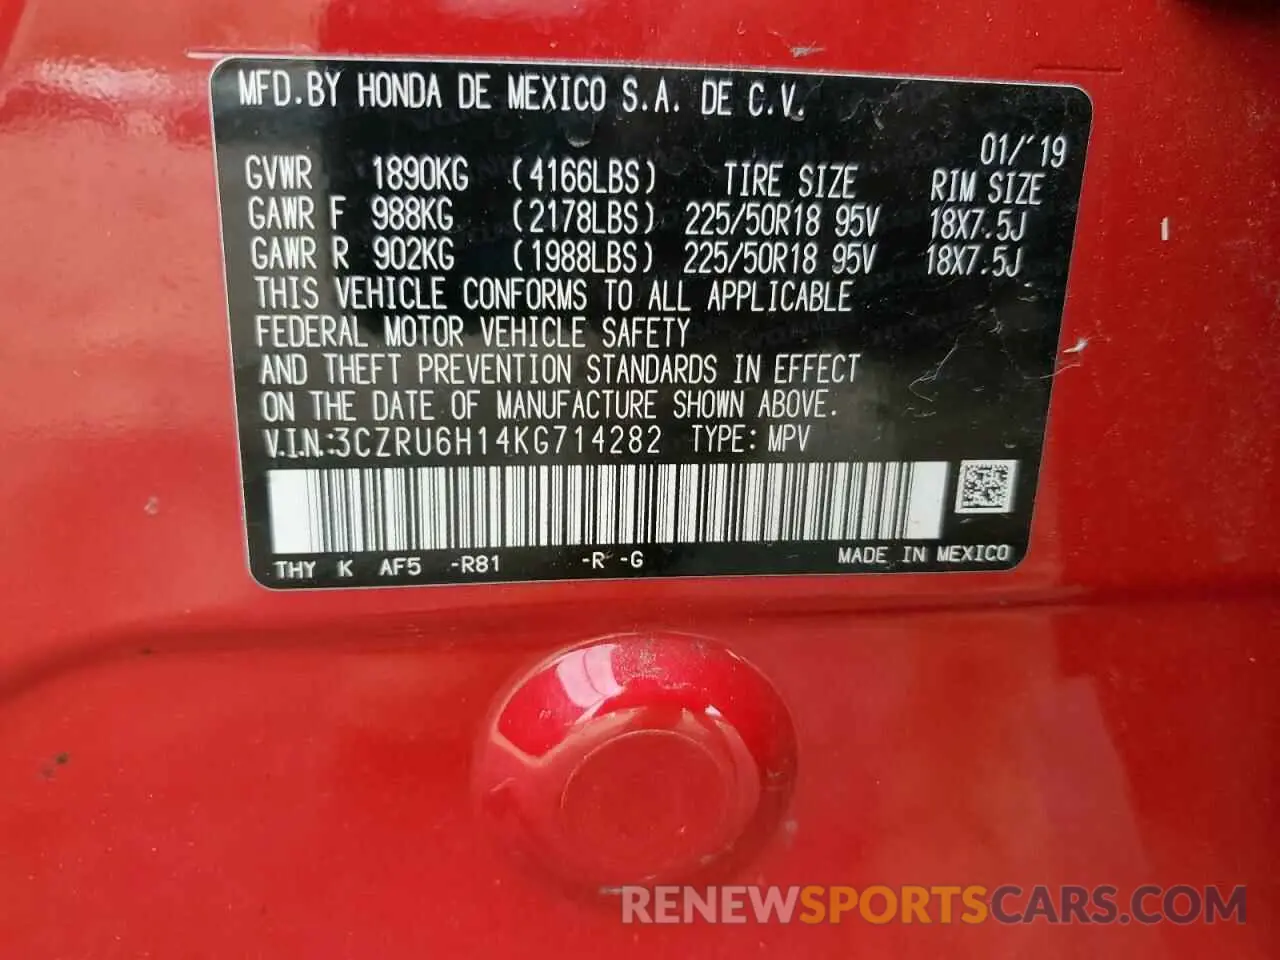 MFD.BY HONDA DE MEXICO S.A. DE C.V.
01/'19
GVWR 1890KG (4166LBS) TIRE SIZE RIM SIZE
GAWR F 988KG (2178LBS) 225/50R18 95V 18X7.5J
GAWR R 902KG (1988LBS) 225/50R18 95V 18X7.5J
THIS VEHICLE CONFORMS TO ALL APPLICABLE
FEDERAL MOTOR VEHICLE SAFETY
AND THEFT PREVENTION STANDARDS IN EFFECT
ON THE DATE OF MANUFACTURE SHOWN ABOVE.
V.I.N.:3CZRU6H14KG714282 TYPE: MPV
THY K AF5 -R81 -R -G MADE IN MEXICO
RENEWSPORTSCARS.COM